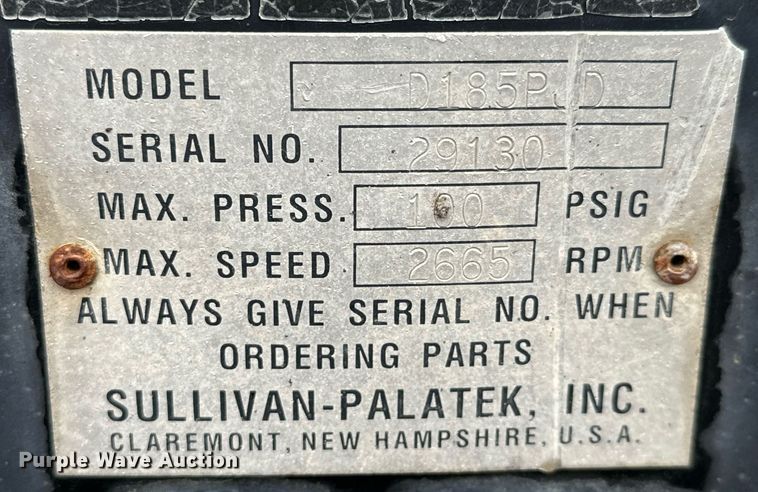 MODEL D185PJD
SERIAL NO. 29130
MAX. PRESS. 100 PSIG
MAX. SPEED 2665 RPM
ALWAYS GIVE SERIAL NO. WHEN
ORDERING PARTS
SULLIVAN-PALATEK, INC.
CLAREMONT, NEW HAMPSHIRE, U.S.A.
Purple Wave Auction